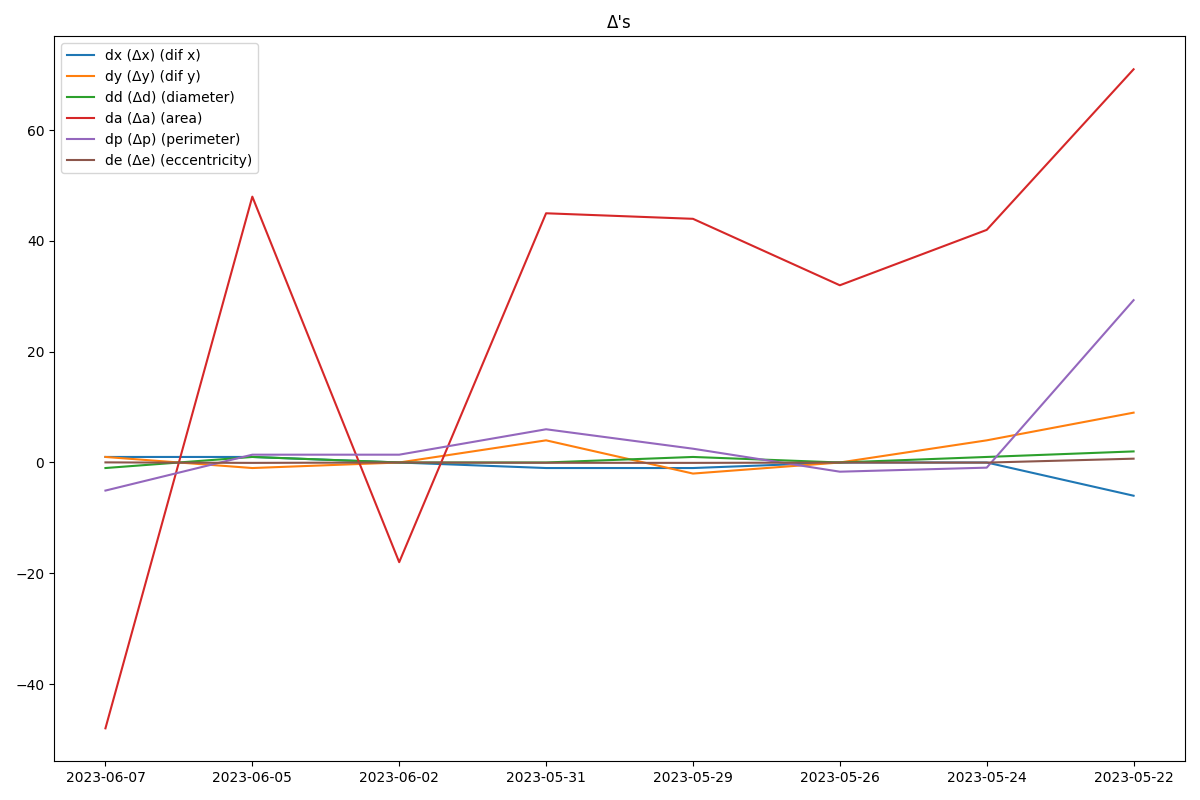 Δ's
dx (Δx) (dif x)
dy (Δy) (dif y)
dd (Δd) (diameter)
da (Δa) (area)
dp (Δp) (perimeter)
de (Δe) (eccentricity)
60
40
20
0
−20
−40
2023-06-07 2023-06-05 2023-06-02 2023-05-31 2023-05-29 2023-05-26 2023-05-24 2023-05-22